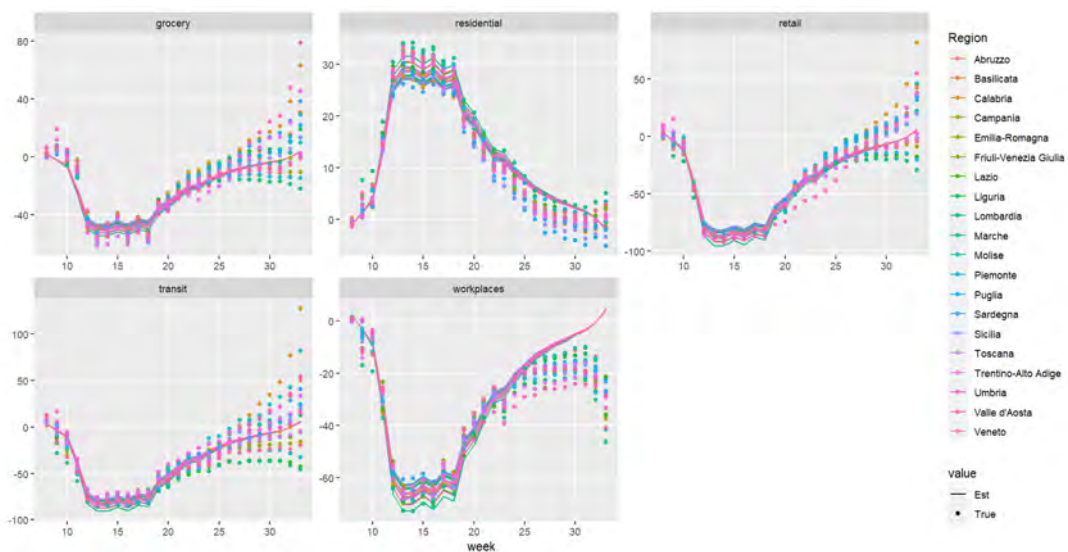 grocery
residential
retail
80
40
0
-40
10
15
20
25
30
30
20
10
0
10
15
20
25
30
50
0
-50
-100
10
15
20
25
30
transit
workplaces
100
50
0
-50
-100
10
15
20
25
30
0
-20
-40
-60
10
15
20
25
30
week
Region
Abruzzo
Basilicata
Calabria
Campania
Emilia-Romagna
Friuli-Venezia Giulia
Lazio
Liguria
Lombardia
Marche
Molise
Piemonte
Puglia
Sardegna
Sicilia
Toscana
Trentino-Alto Adige
Umbria
Valle d'Aosta
Veneto
value
Est
True